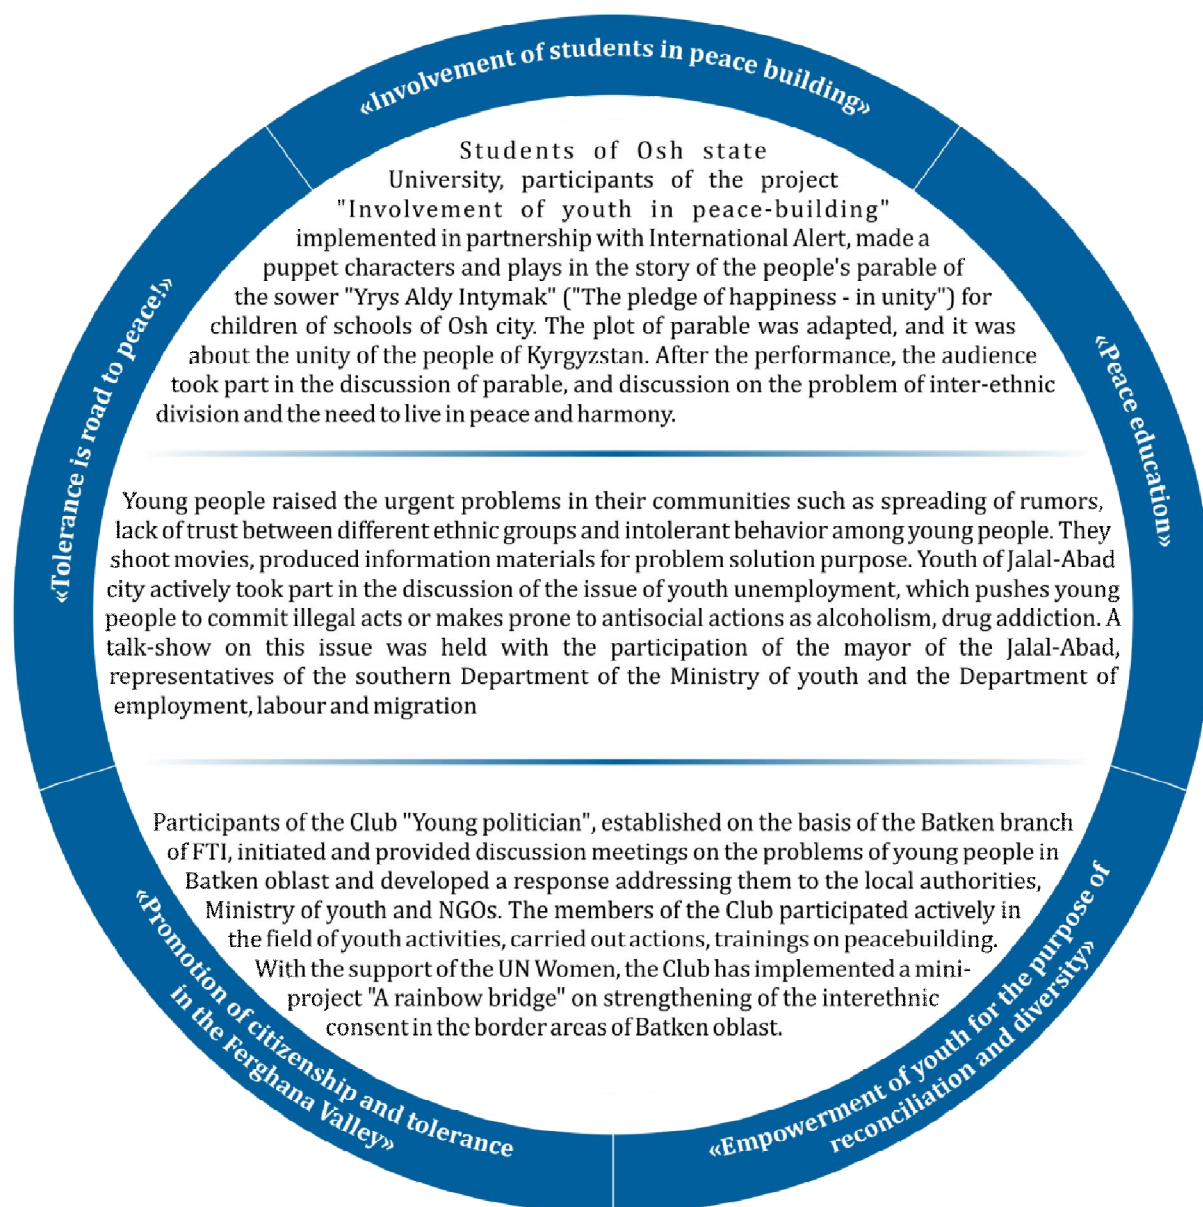 «Involvement of students in peace building»
«Peace education»
«Empowerment of youth for the purpose of
reconciliation and diversity»
«Promotion of citizenship and tolerance
in the Ferghana Valley»
«Tolerance is road to peace!»
Students of Osh state
University, participants of the project
"Involvement of youth in peace-building"
implemented in partnership with International Alert, made a
puppet characters and plays in the story of the people's parable of
the sower "Yrys Aldy Intymak" ("The pledge of happiness - in unity") for
children of schools of Osh city. The plot of parable was adapted, and it was
about the unity of the people of Kyrgyzstan. After the performance, the audience
took part in the discussion of parable, and discussion on the problem of inter-ethnic
division and the need to live in peace and harmony.
Young people raised the urgent problems in their communities such as spreading of rumors,
lack of trust between different ethnic groups and intolerant behavior among young people. They
shoot movies, produced information materials for problem solution purpose. Youth of Jalal-Abad
city actively took part in the discussion of the issue of youth unemployment, which pushes young
people to commit illegal acts or makes prone to antisocial actions as alcoholism, drug addiction. A
talk-show on this issue was held with the participation of the mayor of the Jalal-Abad,
representatives of the southern Department of the Ministry of youth and the Department of
employment, labour and migration
Participants of the Club "Young politician", established on the basis of the Batken branch
of FTI, initiated and provided discussion meetings on the problems of young people in
Batken oblast and developed a response addressing them to the local authorities,
Ministry of youth and NGOs. The members of the Club participated actively in
the field of youth activities, carried out actions, trainings on peacebuilding.
With the support of the UN Women, the Club has implemented a mini-
project "A rainbow bridge" on strengthening of the interethnic
consent in the border areas of Batken oblast.